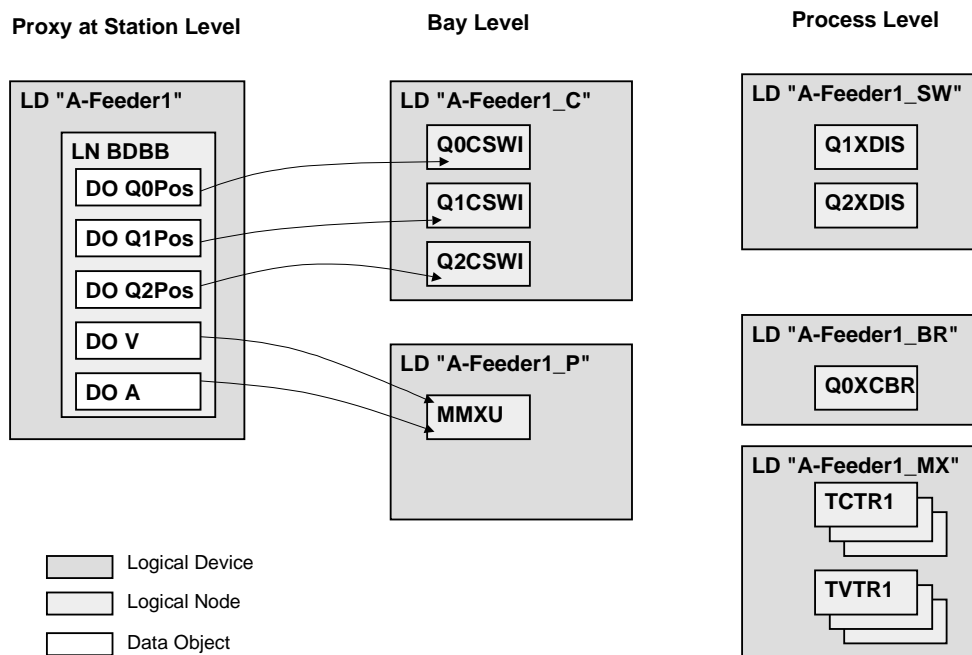 Proxy at Station Level
Bay Level
Process Level
LD "A-Feeder1"
LN BDBB
DO Q0Pos
DO Q1Pos
DO Q2Pos
DO V
DO A
LD "A-Feeder1_C"
Q0CSWI
Q1CSWI
Q2CSWI
LD "A-Feeder1_P"
MMXU
LD "A-Feeder1_SW"
Q1XDIS
Q2XDIS
LD "A-Feeder1_BR"
Q0XCBR
LD "A-Feeder1_MX"
TCTR1
TVTR1
Logical Device
Logical Node
Data Object